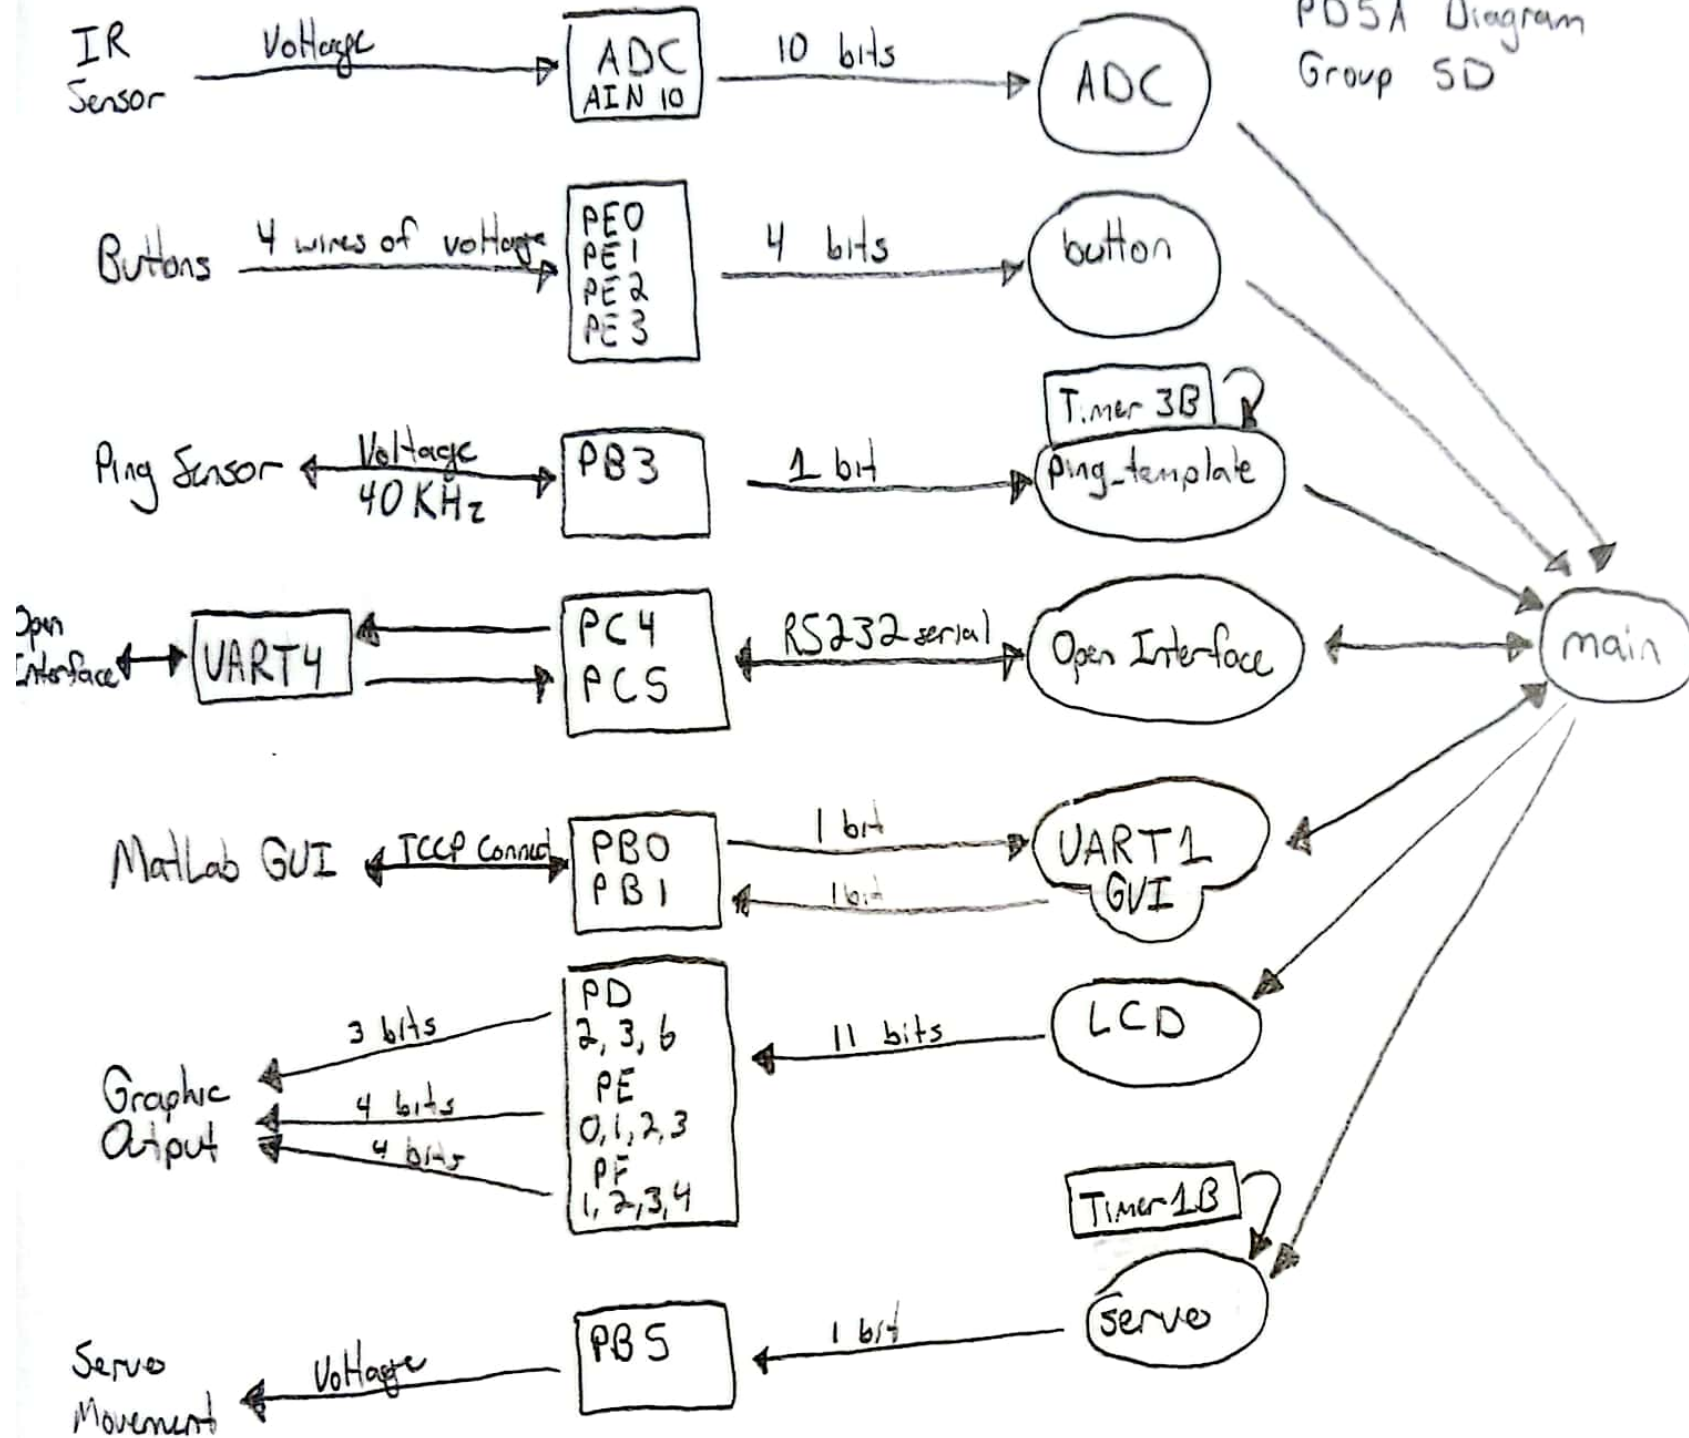 PDSA Diagram
Group SD
IR
Sensor
Voltage
ADC
AIN 10
10 bits
ADC
Buttons
4 wires of voltage
PE0
PE1
PE2
PE3
4 bits
button
Ping Sensor
Voltage
40 KHz
PB3
1 bit
Timer 3B
Ping_template
Open
Interface
UART4
PC4
PC5
RS232 serial
Open Interface
main
MatLab GUI
TCCP Connect
PB0
PB1
1 bit
1 bit
UART1
GUI
Graphic
Output
3 bits
4 bits
4 bits
PD
2, 3, 6
PE
0,1,2,3
PF
1,2,3,4
11 bits
LCD
Servo
Movement
Voltage
PB5
1 bit
Timer 1B
servo